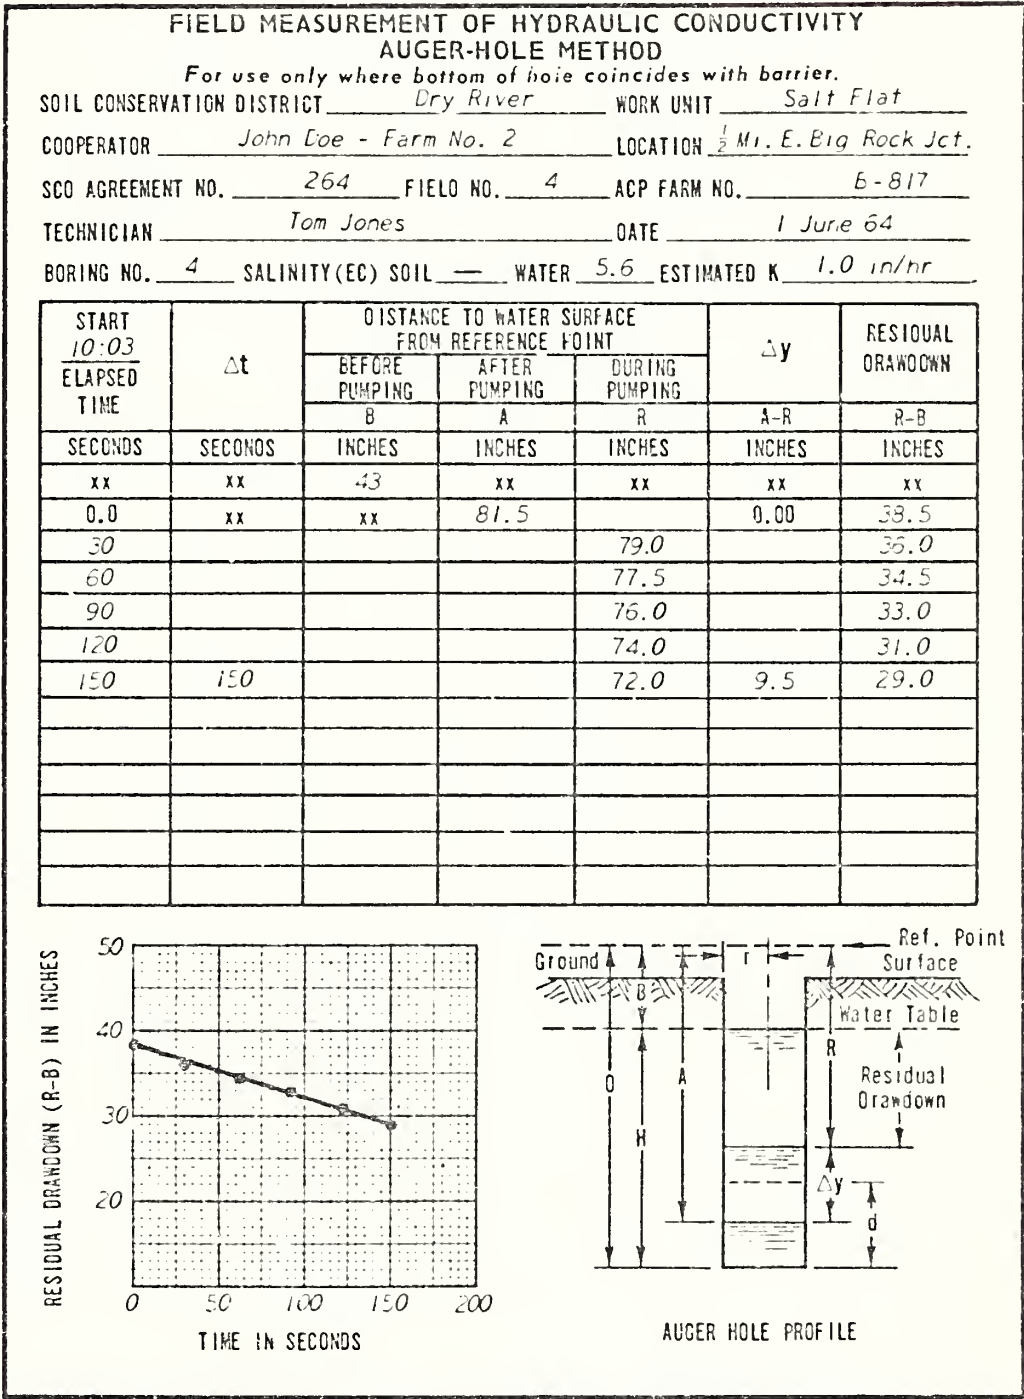 FIELD MEASUREMENT OF HYDRAULIC CONDUCTIVITY
AUGER-HOLE METHOD
For use only where bottom of hole coincides with barrier.
SOIL CONSERVATION DISTRICT Dry River WORK UNIT Salt Flat
COOPERATOR John Doe - Farm No. 2 LOCATION ½ Mi. E. Big Rock Jct.
SCD AGREEMENT NO. 264 FIELD NO. 4 ACP FARM NO. B-817
TECHNICIAN Tom Jones DATE 1 June 64
BORING NO. 4 SALINITY(EC) SOIL — WATER 5.6 ESTIMATED K 1.0 in/hr
START 10:03 ELAPSED TIME
Δt
DISTANCE TO WATER SURFACE FROM REFERENCE POINT
Δy
RESIDUAL DRAWDOWN
BEFORE PUMPING AFTER PUMPING DURING PUMPING
B A R A-R R-B
SECONDS SECONDS INCHES INCHES INCHES INCHES INCHES
xx xx 43 xx xx xx xx
0.0 xx xx 81.5 0.00 38.5
30 79.0 36.0
60 77.5 34.5
90 76.0 33.0
120 74.0 31.0
150 150 72.0 9.5 29.0
RESIDUAL DRAWDOWN (R-B) IN INCHES
50
40
30
20
0 50 100 150 200
TIME IN SECONDS
Ref. Point
Ground r Surface
B
Water Table
D A R
Residual
Drawdown
H
Δy
d
AUGER HOLE PROFILE